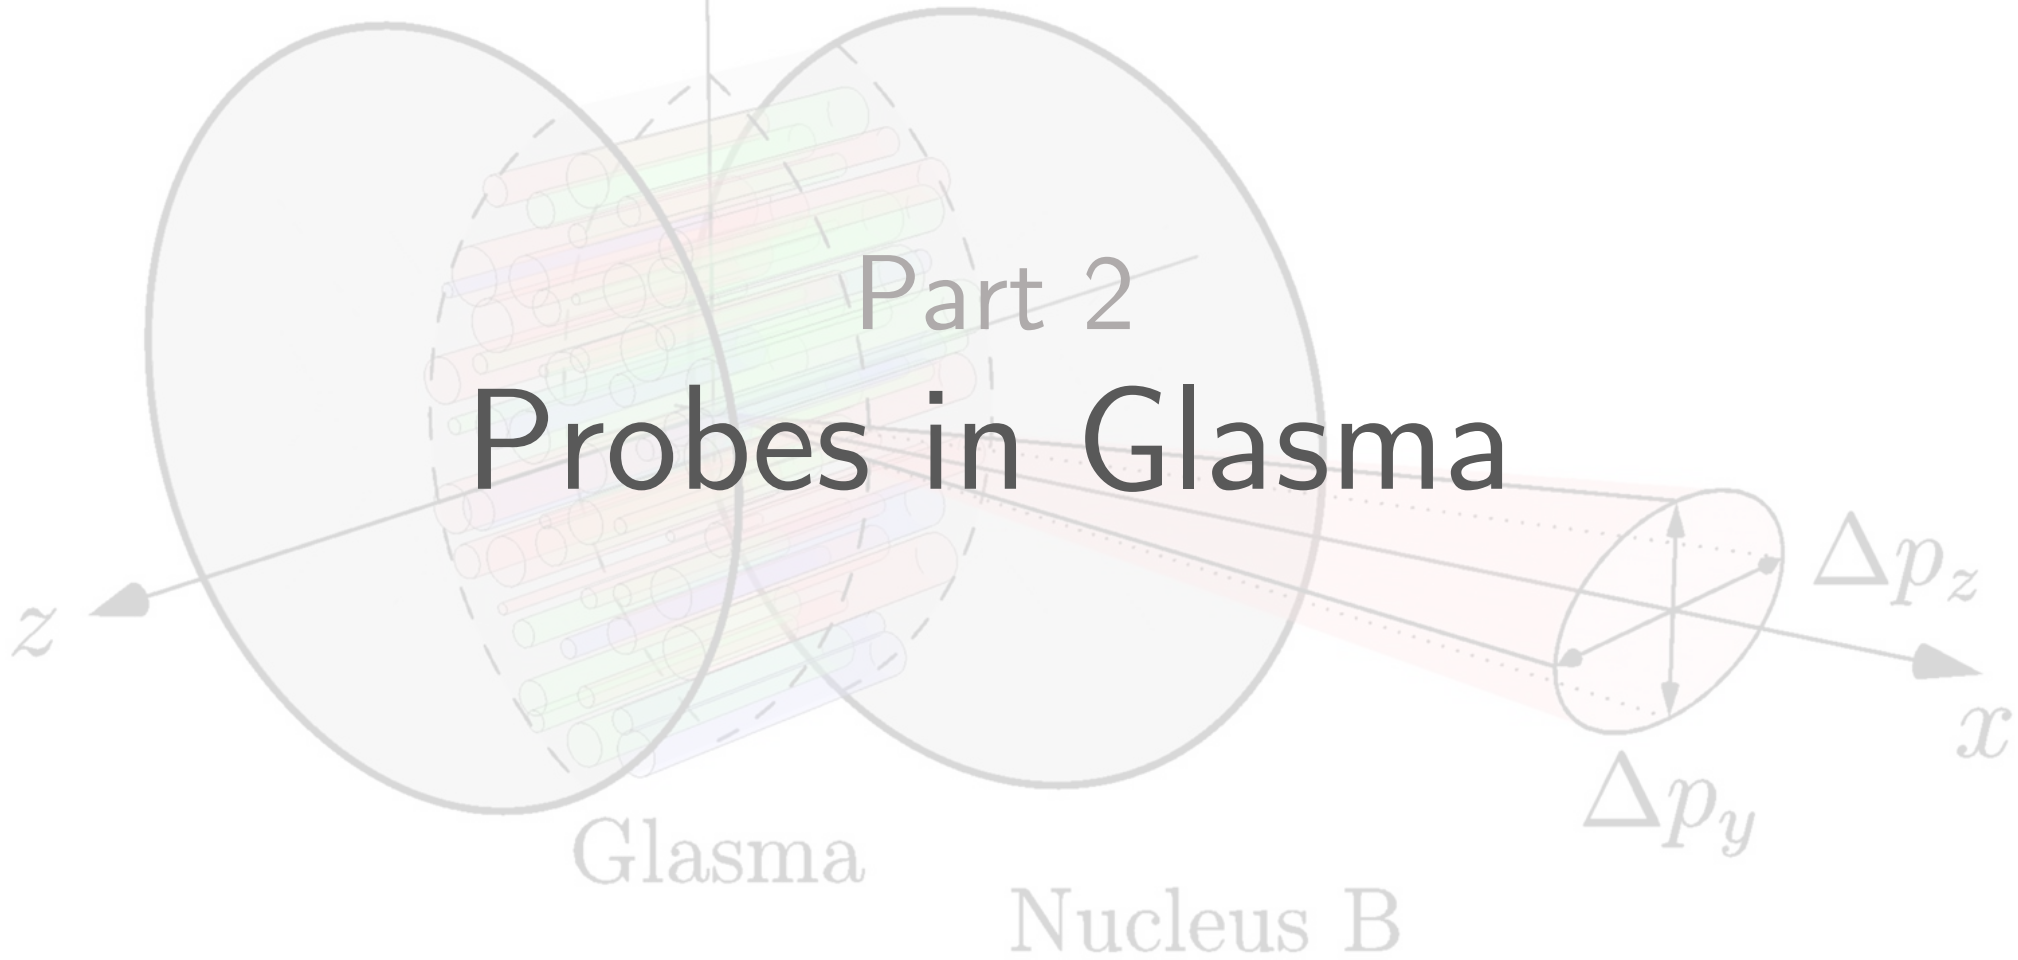 Part 2
Probes in Glasma
Δp_z
z
x
Δp_y
Glasma
Nucleus B